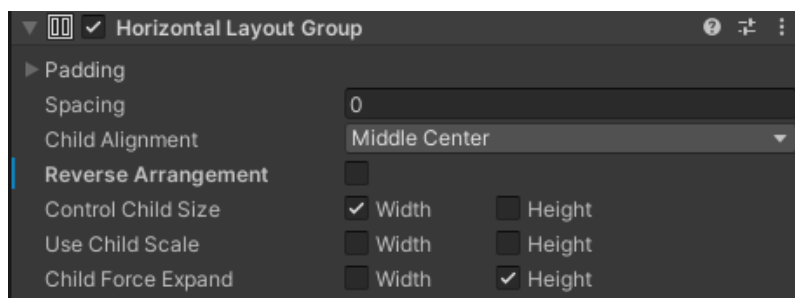 Horizontal Layout Group
Padding
Spacing 0
Child Alignment Middle Center
Reverse Arrangement
Control Child Size Width Height
Use Child Scale Width Height
Child Force Expand Width Height